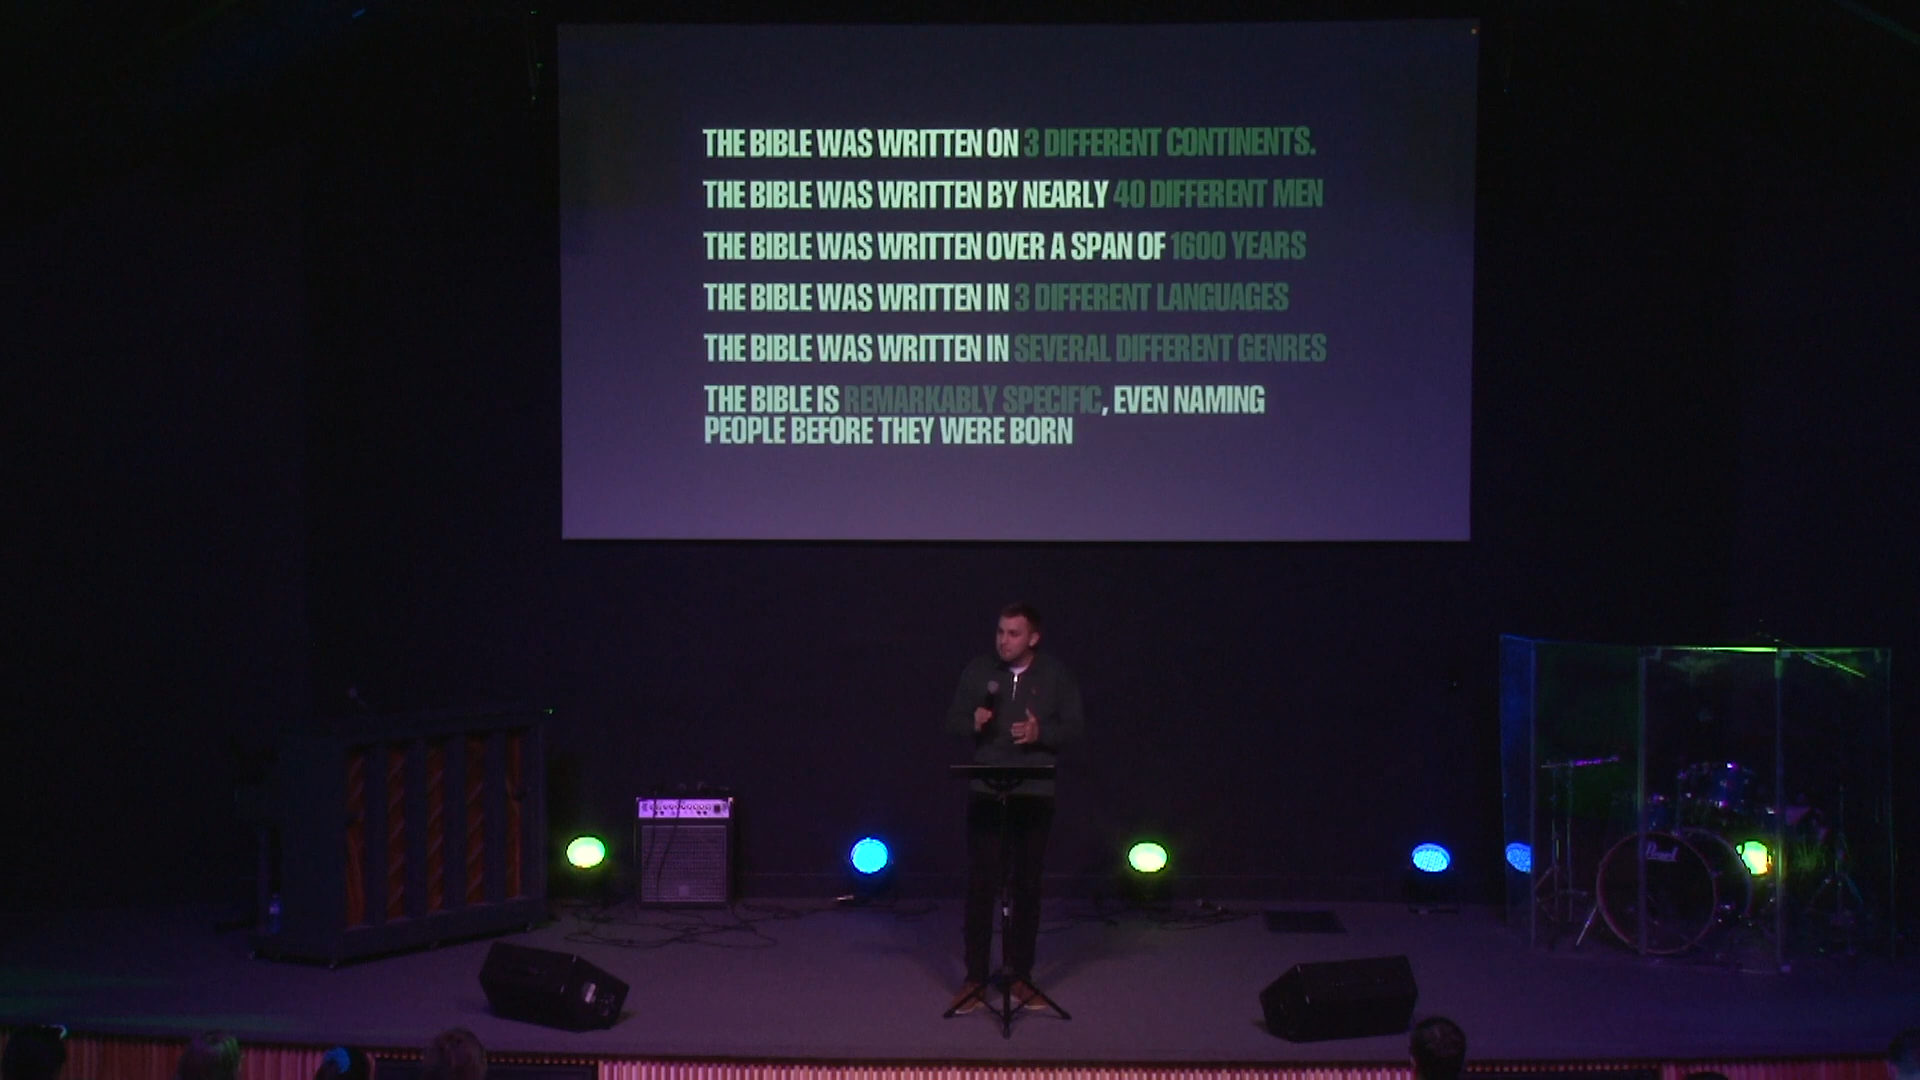 THE BIBLE WAS WRITTEN ON 3 DIFFERENT CONTINENTS.
THE BIBLE WAS WRITTEN BY NEARLY 40 DIFFERENT MEN
THE BIBLE WAS WRITTEN OVER A SPAN OF 1600 YEARS
THE BIBLE WAS WRITTEN IN 3 DIFFERENT LANGUAGES
THE BIBLE WAS WRITTEN IN SEVERAL DIFFERENT GENRES
THE BIBLE IS REMARKABLY SPECIFIC, EVEN NAMING
PEOPLE BEFORE THEY WERE BORN
Pearl